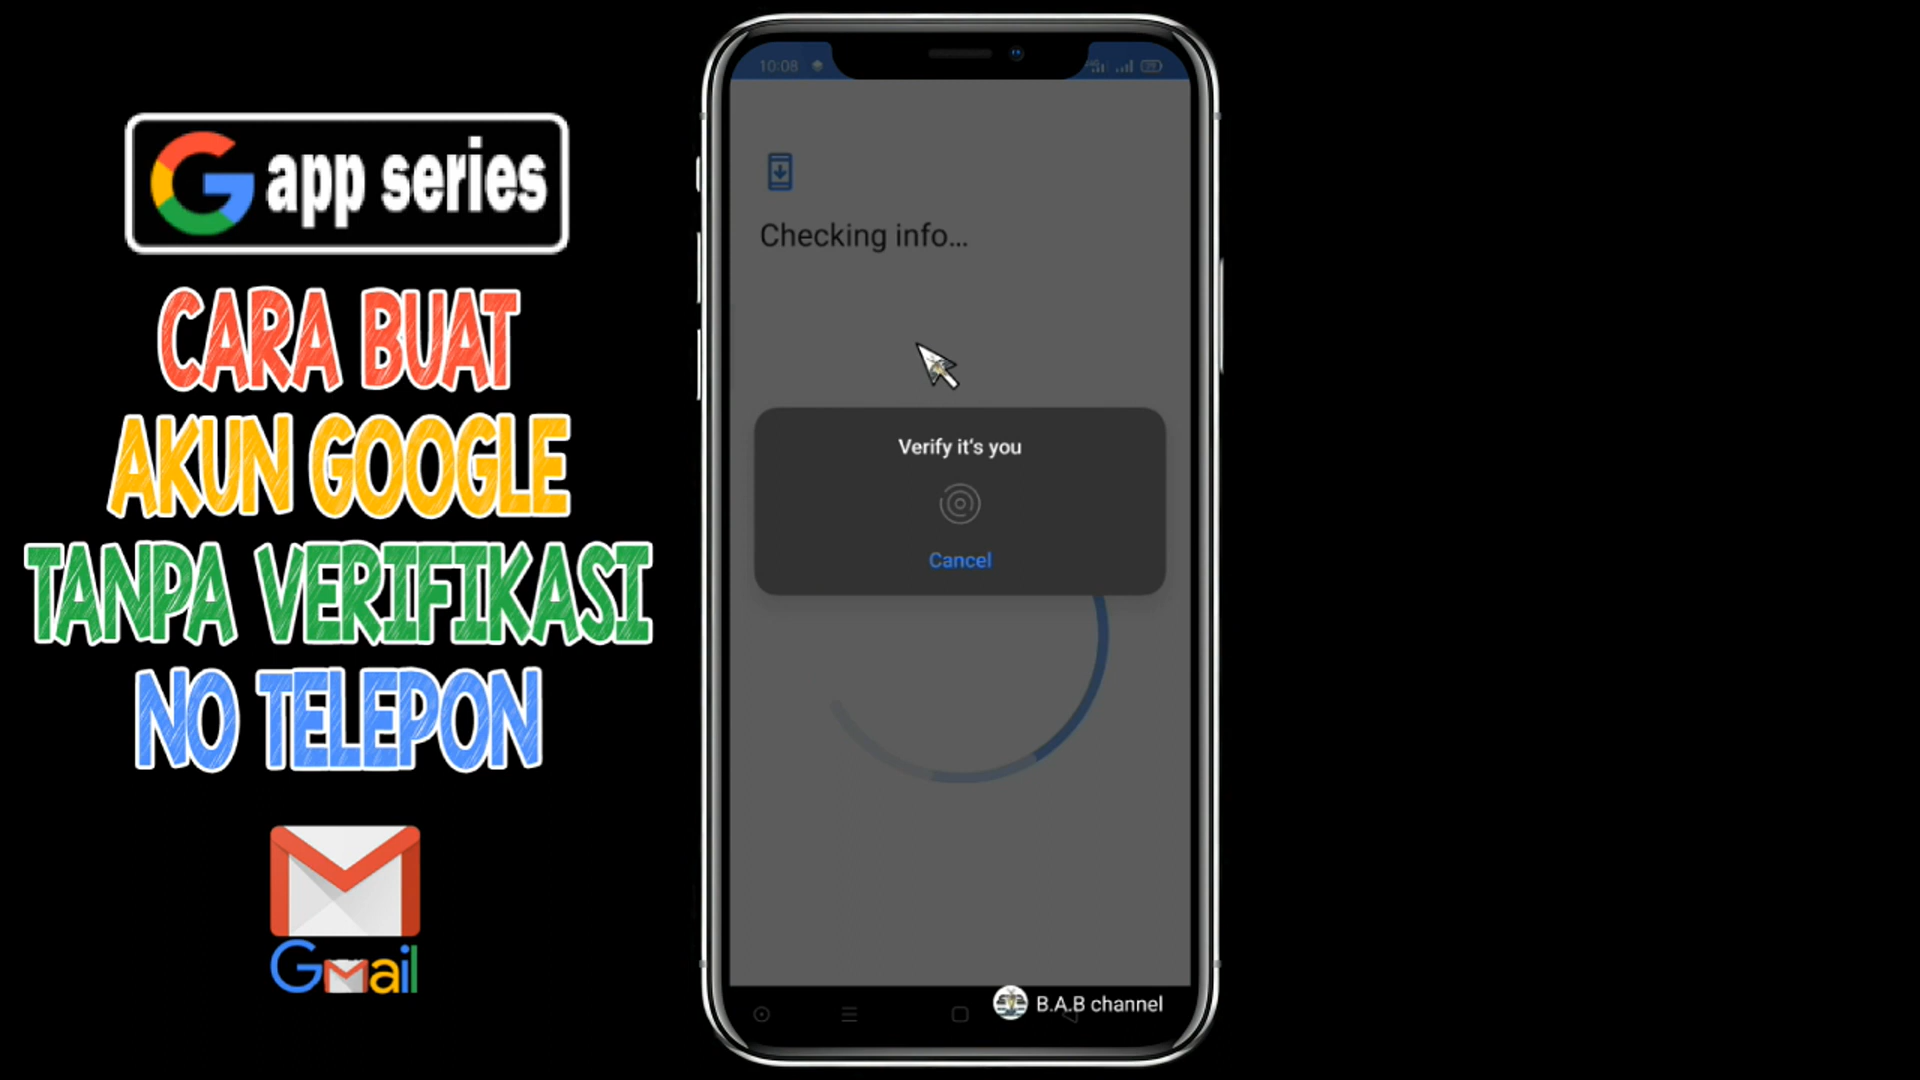 G app series
CARA BUAT
AKUN GOOGLE
TANPA VERIFIKASI
NO TELEPON
Gmail
10:08
Checking info...
Verify it's you
Cancel
B.A.B channel